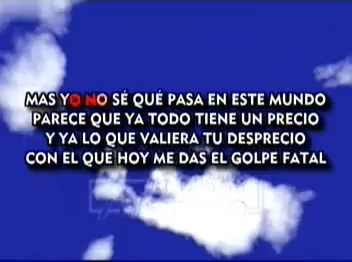 MAS YO NO SÉ QUÉ PASA EN ESTE MUNDO
PARECE QUE YA TODO TIENE UN PRECIO
Y YA LO QUE VALIERA TU DESPRECIO
CON EL QUE HOY ME DAS EL GOLPE FATAL